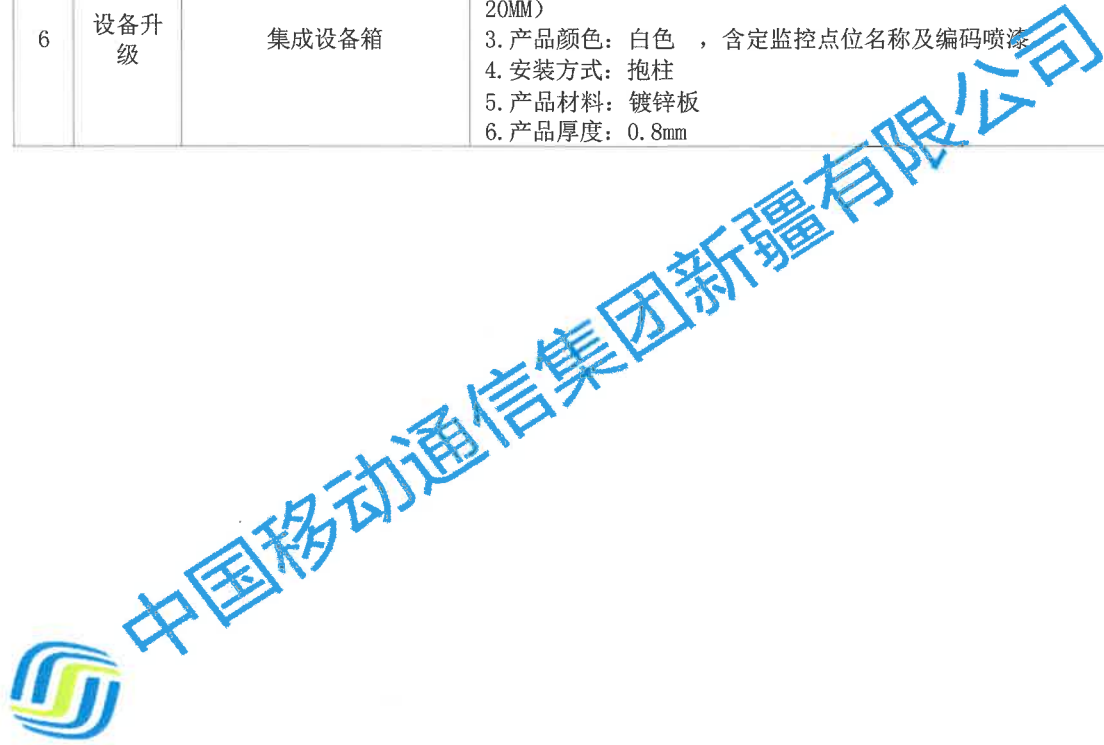 20MM)
6
设备升
级
集成设备箱
3.产品颜色：白色 ，含定监控点位名称及编码喷漆
4.安装方式：抱柱
5.产品材料：镀锌板
6.产品厚度：0.8mm
中国移动通信集团新疆有限公司